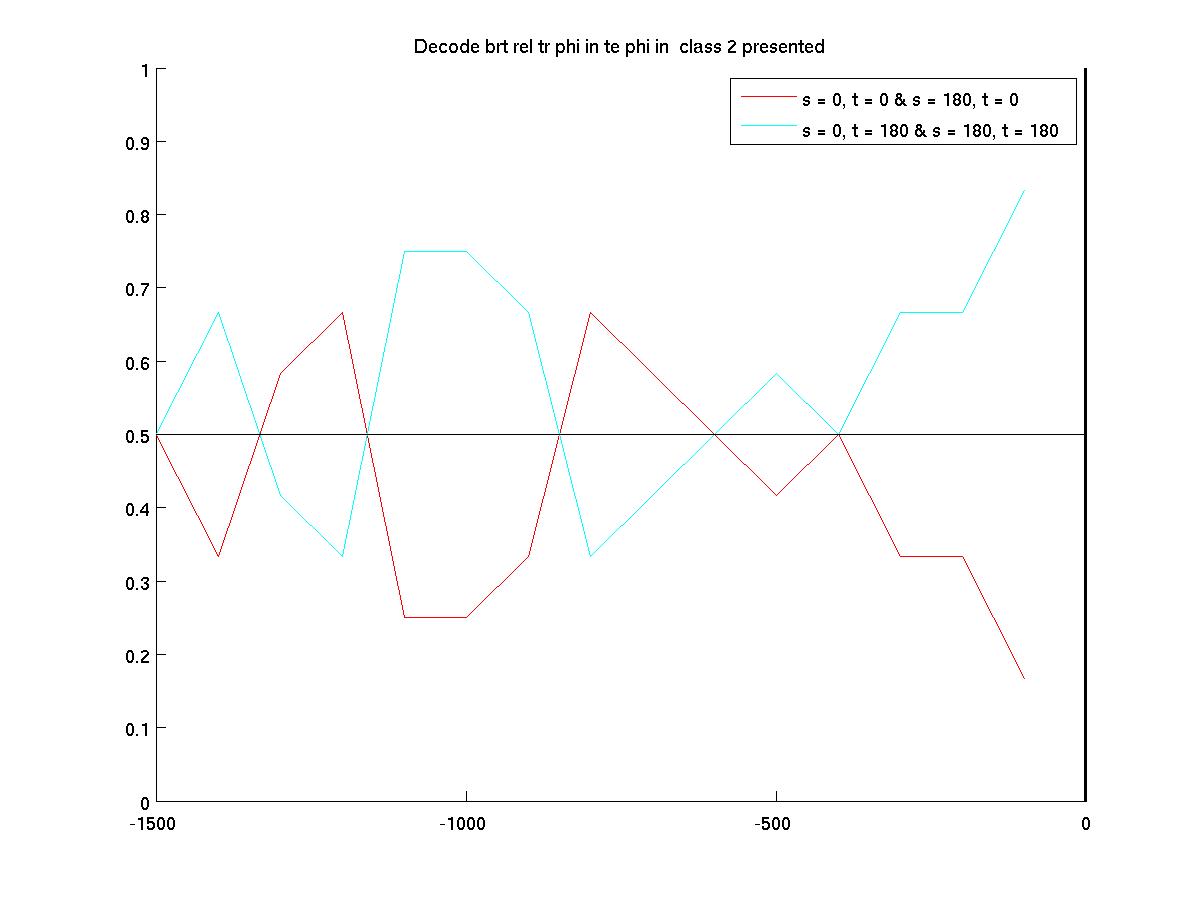 Decode brt rel tr phi in te phi in  class 2 presented
s = 0, t = 0 & s = 180, t = 0
s = 0, t = 180 & s = 180, t = 180
1
0.9
0.8
0.7
0.6
0.5
0.4
0.3
0.2
0.1
0
-1500 -1000 -500 0